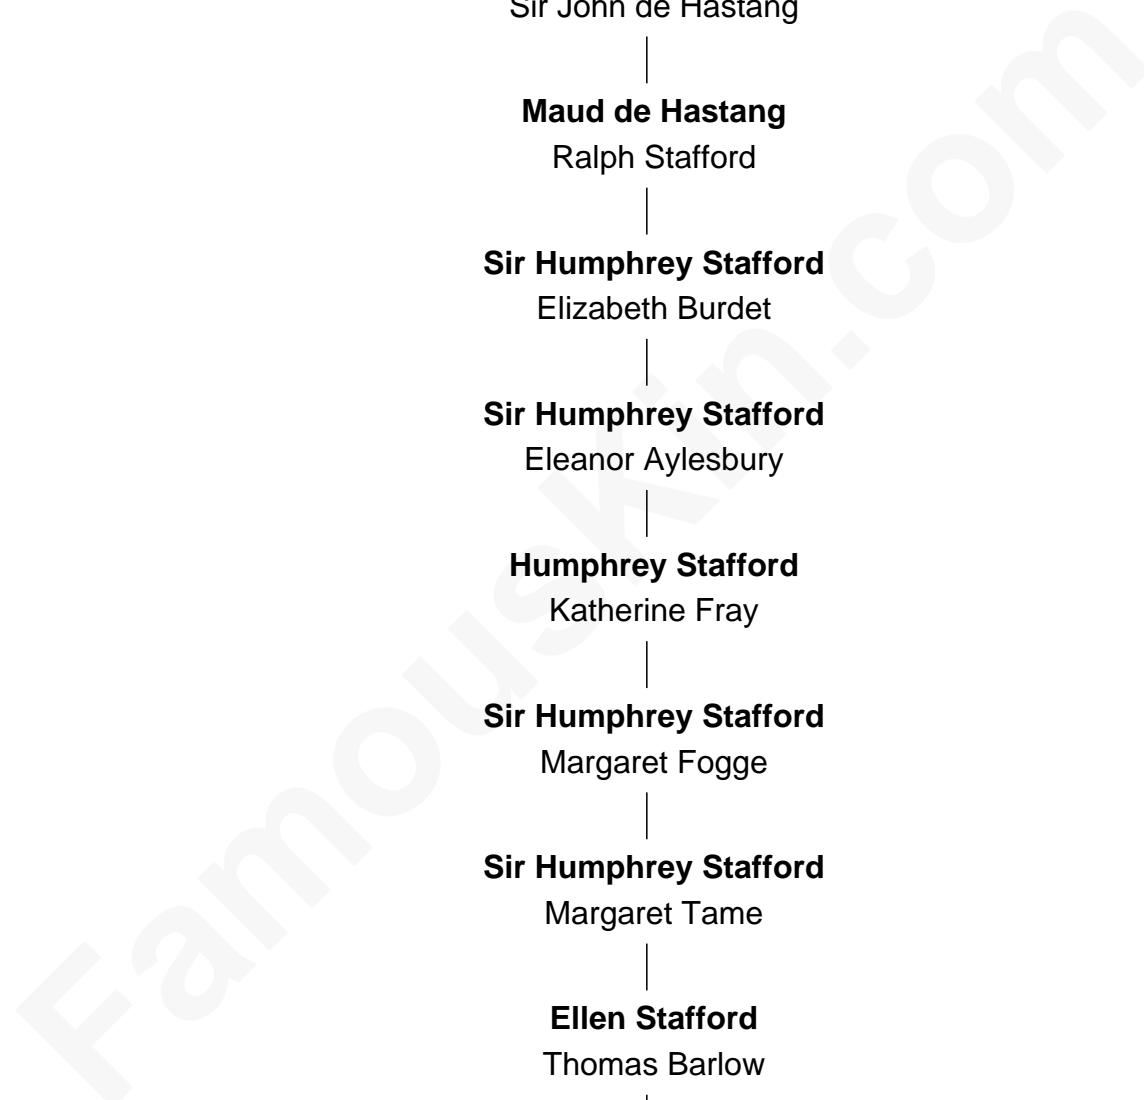 Sir John de Hastang
Maud de Hastang
Ralph Stafford
Sir Humphrey Stafford
Elizabeth Burdet
Sir Humphrey Stafford
Eleanor Aylesbury
Humphrey Stafford
Katherine Fray
Sir Humphrey Stafford
Margaret Fogge
Sir Humphrey Stafford
Margaret Tame
Ellen Stafford
Thomas Barlow
FamousKin.com